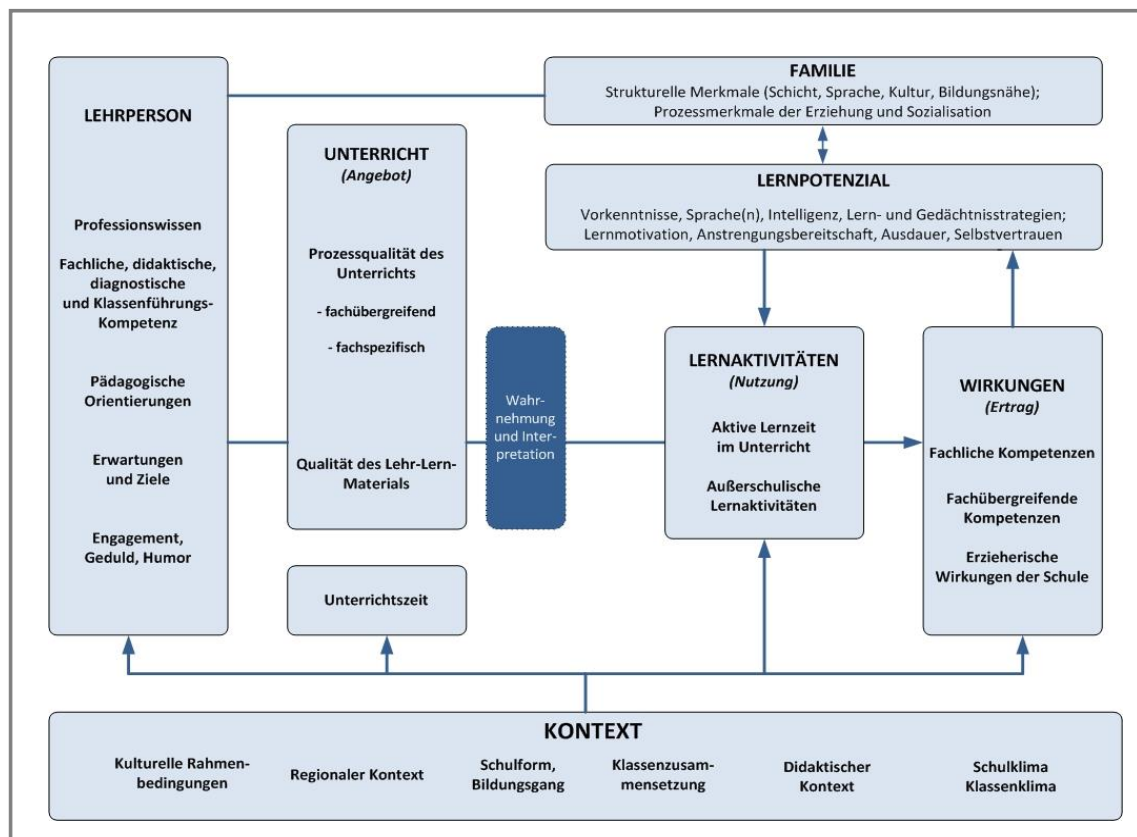 LEHRPERSON
Professionswissen
Fachliche, didaktische,
diagnostische
und Klassenführungs-
Kompetenz
Pädagogische
Orientierungen
Erwartungen
und Ziele
Engagement,
Geduld, Humor
UNTERRICHT
(Angebot)
Prozessqualität des
Unterrichts
- fachübergreifend
- fachspezifisch
Qualität des Lehr-Lern-
Materials
Unterrichtszeit
Wahr-
nehmung
und Inter-
pretation
FAMILIE
Strukturelle Merkmale (Schicht, Sprache, Kultur, Bildungsnähe);
Prozessmerkmale der Erziehung und Sozialisation
LERNPOTENZIAL
Vorkenntnisse, Sprache(n), Intelligenz, Lern- und Gedächtnisstrategien;
Lernmotivation, Anstrengungsbereitschaft, Ausdauer, Selbstvertrauen
LERNAKTIVITÄTEN
(Nutzung)
Aktive Lernzeit
im Unterricht
Außerschulische
Lernaktivitäten
WIRKUNGEN
(Ertrag)
Fachliche Kompetenzen
Fachübergreifende
Kompetenzen
Erzieherische
Wirkungen der Schule
KONTEXT
Kulturelle Rahmen-
bedingungen
Regionaler Kontext
Schulform,
Bildungsgang
Klassenzusam-
mensetzung
Didaktischer
Kontext
Schulklima
Klassenklima